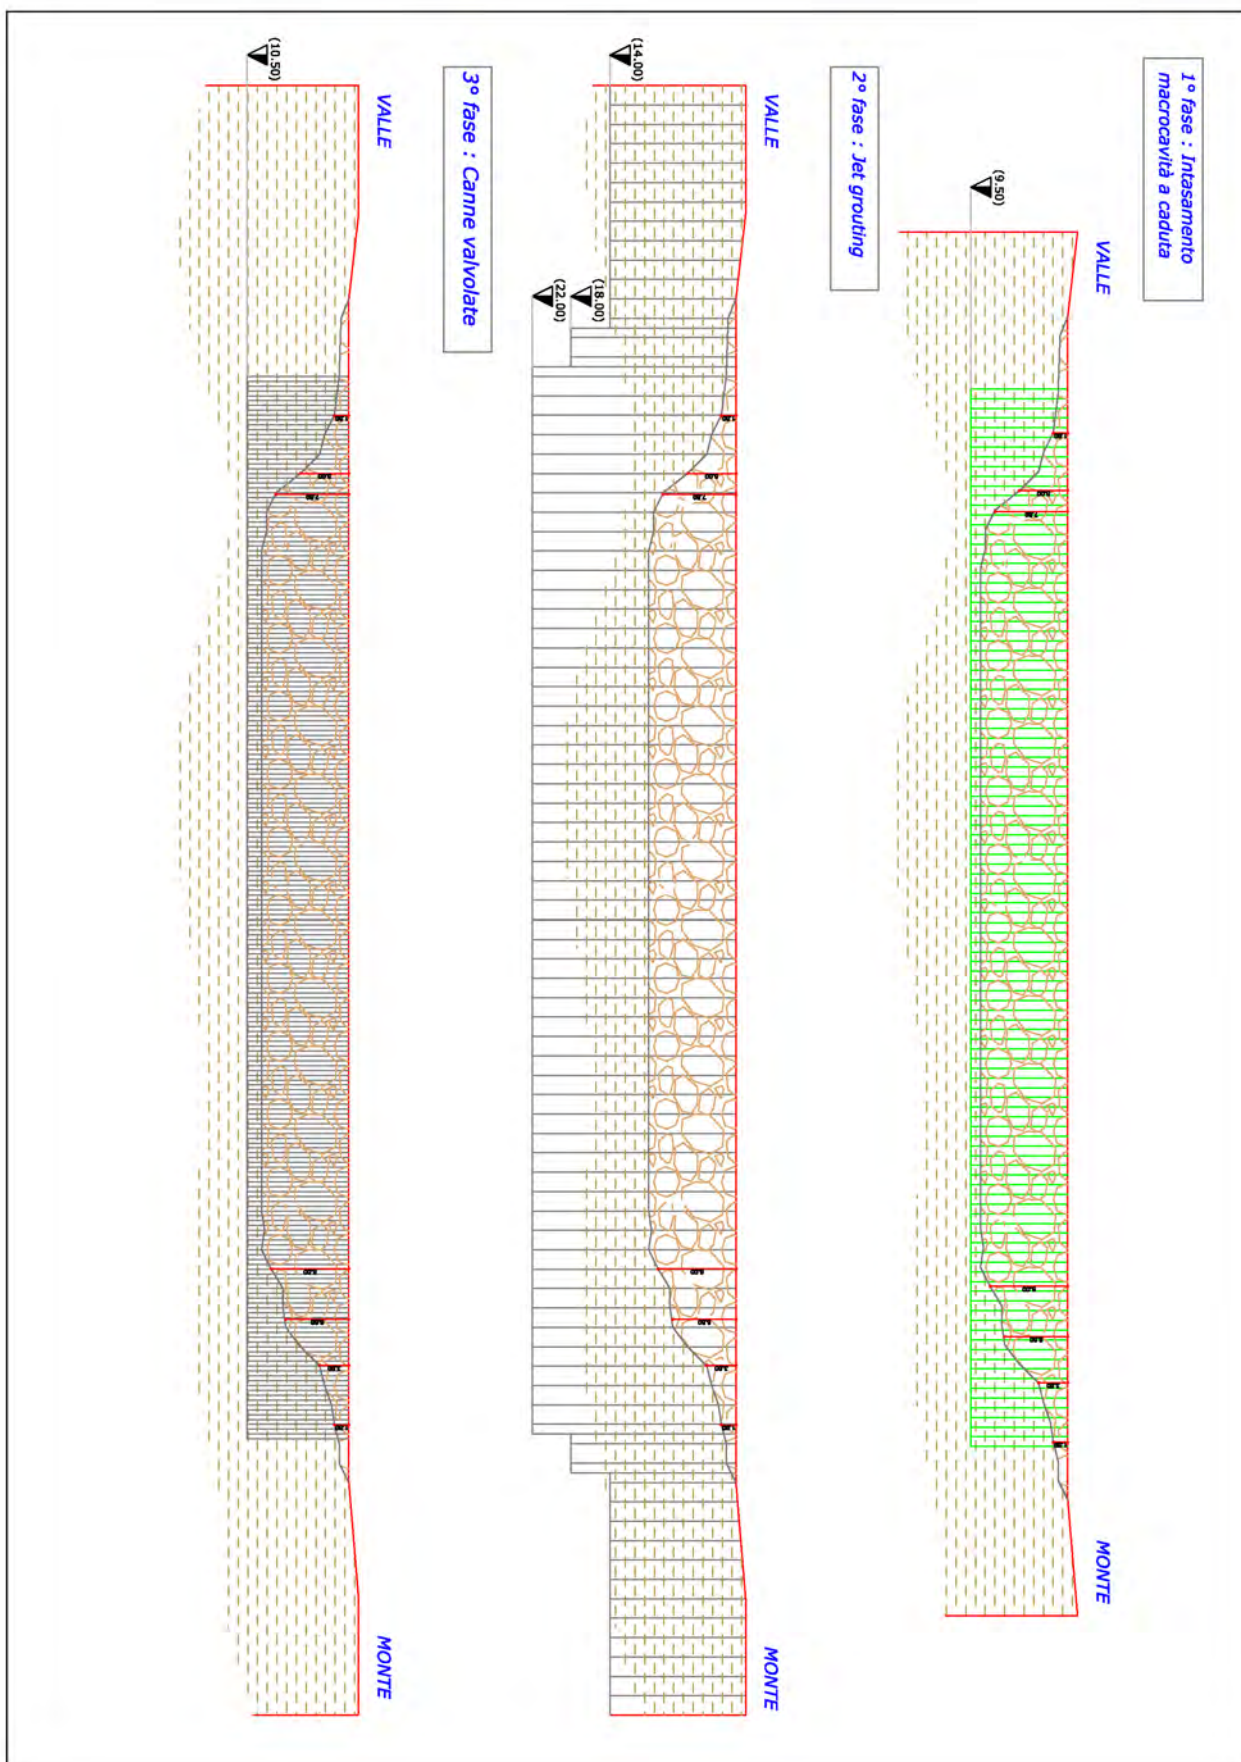 1° fase : Intasamento
macrocavità a caduta
VALLE
MONTE
(9.50)
2° fase : Jet grouting
VALLE
MONTE
(14.00)
(18.00)
(22.00)
3° fase : Canne valvolate
VALLE
MONTE
(10.50)